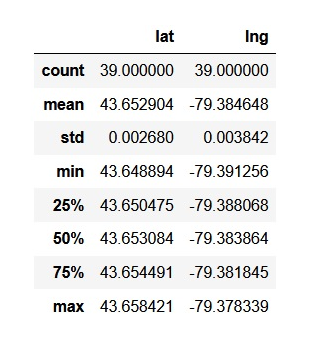 lat lng
count 39.000000 39.000000
mean 43.652904 -79.384648
std 0.002680 0.003842
min 43.648894 -79.391256
25% 43.650475 -79.388068
50% 43.653084 -79.383864
75% 43.654491 -79.381845
max 43.658421 -79.378339